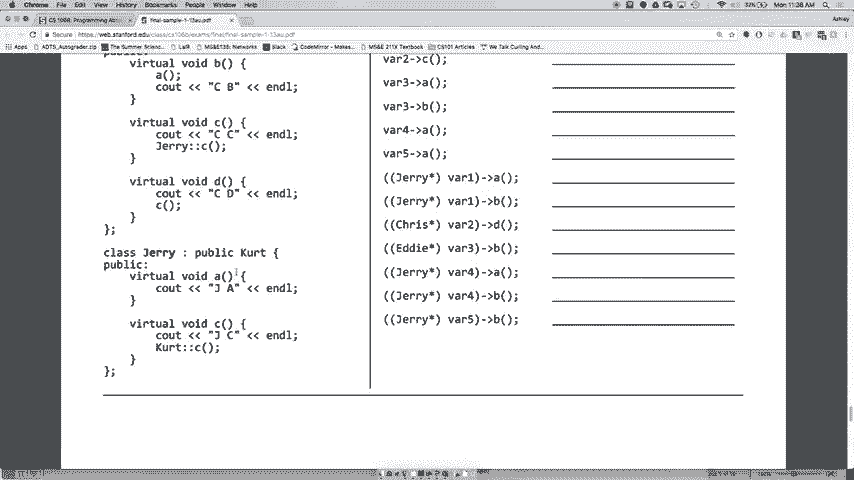 Chrome File Edit View History Bookmarks People Window Help
37% Mon 11:26 AM
CS 106B: Programming Ab
final-sample-1-13au.pdf
Ashley
Secure https://web.stanford.edu/class/cs106b/exams/final/final-sample-1-13au.pdf
Apps ADTS_Autograder.zip The Summer Scienc LaIR MS&E135: Networks Slack CodeMirror - Makes MS&E 211X Textbook CS101 Articles We Talk Curling And
public:
virtual void b() {
a();
cout << "C B" << endl;
}
virtual void c() {
cout << "C C" << endl;
Jerry::c();
}
virtual void d() {
cout << "C D" << endl;
c();
}
};
class Jerry : public Kurt {
public:
virtual void a() {
cout << "J A" << endl;
}
virtual void c() {
cout << "J C" << endl;
Kurt::c();
}
};
var2->c();
var3->a();
var3->b();
var4->a();
var5->a();
((Jerry*) var1)->a();
((Jerry*) var1)->b();
((Chris*) var2)->d();
((Eddie*) var3)->b();
((Jerry*) var4)->a();
((Jerry*) var4)->b();
((Jerry*) var5)->b();